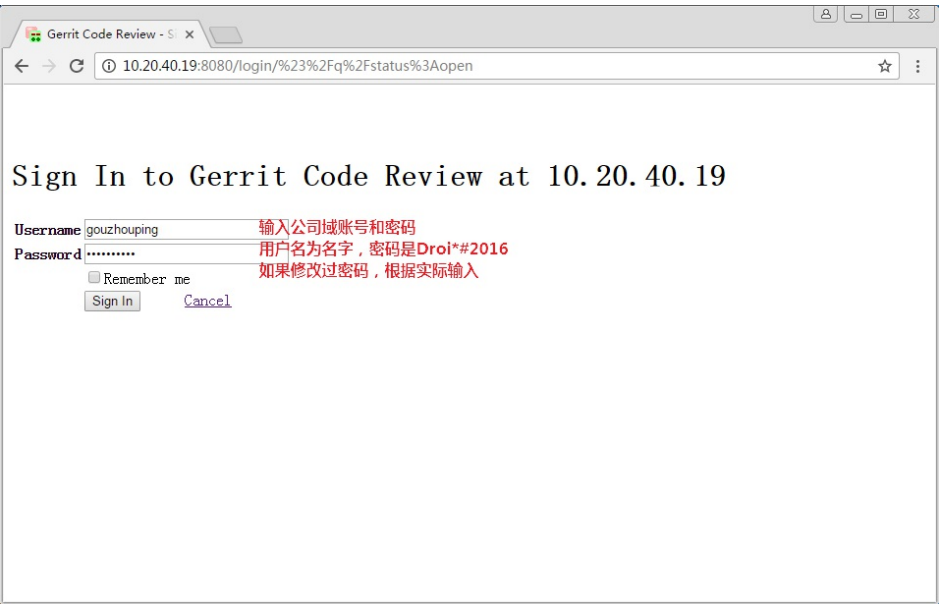 Gerrit Code Review - S
10.20.40.19:8080/login/%23%2Fq%2Fstatus%3Aopen
Sign In to Gerrit Code Review at 10.20.40.19
Username gouzhouping 输入公司域账号和密码
用户名为名字，密码是Droi*#2016
Password ••••••••••
如果修改过密码，根据实际输入
Remember me
Sign In Cancel